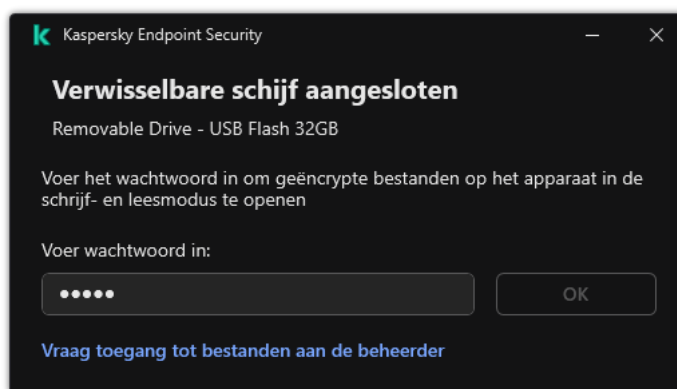 Kaspersky Endpoint Security
Verwisselbare schijf aangesloten
Removable Drive - USB Flash 32GB
Voer het wachtwoord in om geëncrypte bestanden op het apparaat in de
schrijf- en leesmodus te openen
Voer wachtwoord in:
•••••
OK
Vraag toegang tot bestanden aan de beheerder